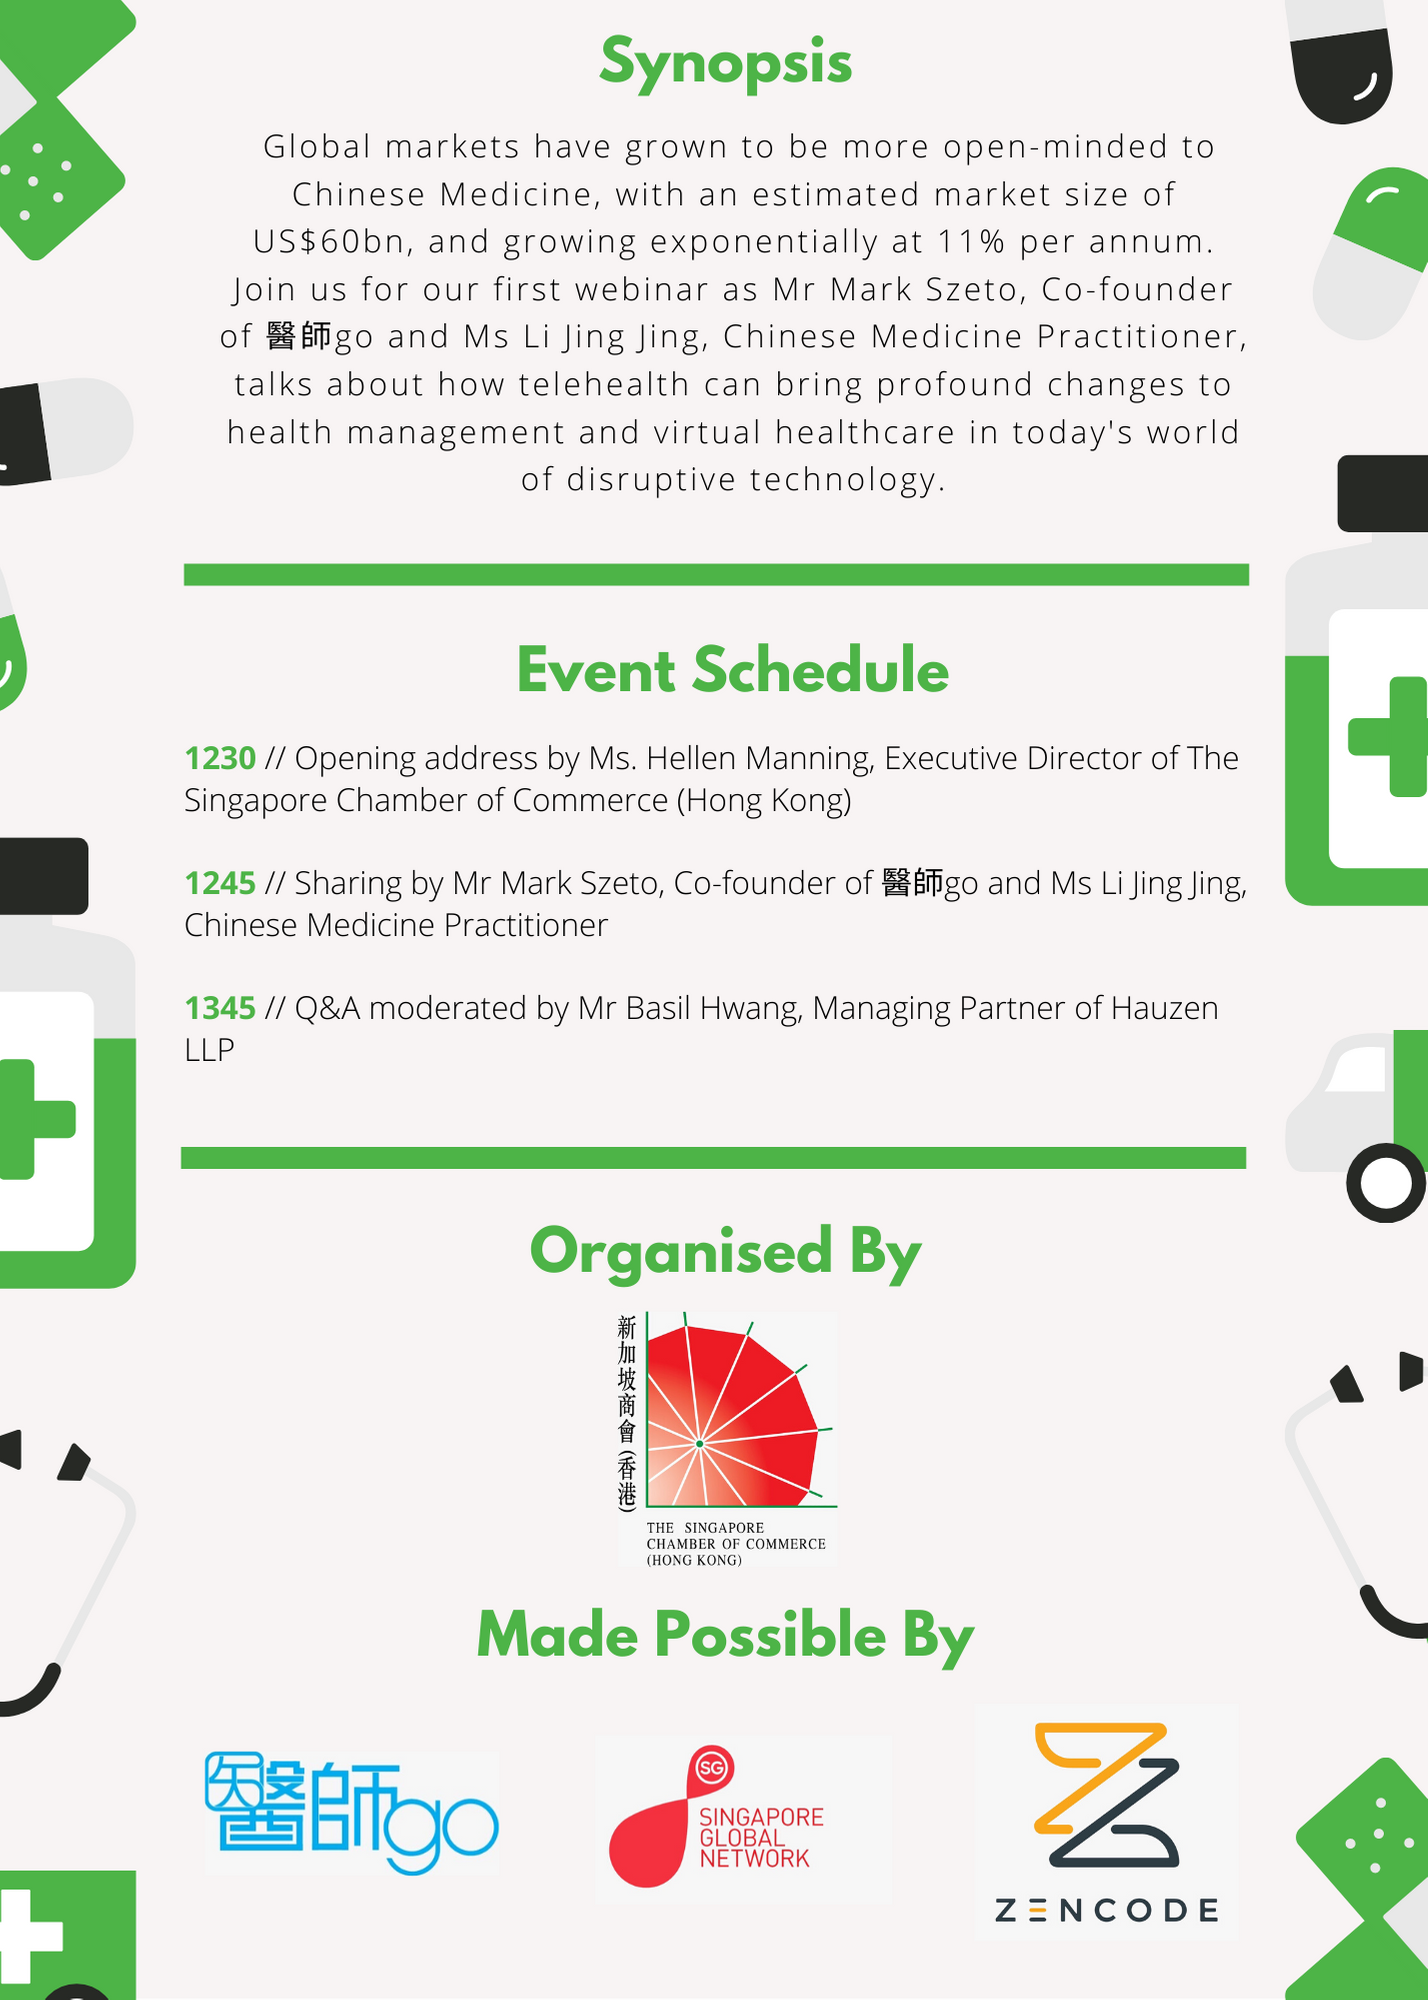 Synopsis
Global markets have grown to be more open-minded to
Chinese Medicine, with an estimated market size of
US$60bn, and growing exponentially at 11% per annum.
Join us for our first webinar as Mr Mark Szeto, Co-founder
of 醫師go and Ms Li Jing Jing, Chinese Medicine Practitioner,
talks about how telehealth can bring profound changes to
health management and virtual healthcare in today's world
of disruptive technology.
Event Schedule
1230 // Opening address by Ms. Hellen Manning, Executive Director of The
Singapore Chamber of Commerce (Hong Kong)
1245 // Sharing by Mr Mark Szeto, Co-founder of 醫師go and Ms Li Jing Jing,
Chinese Medicine Practitioner
1345 // Q&A moderated by Mr Basil Hwang, Managing Partner of Hauzen
LLP
Organised By
新加坡商會(香港)
THE SINGAPORE
CHAMBER OF COMMERCE
(HONG KONG)
Made Possible By
醫師go
SG
SINGAPORE
GLOBAL
NETWORK
ZENCODE